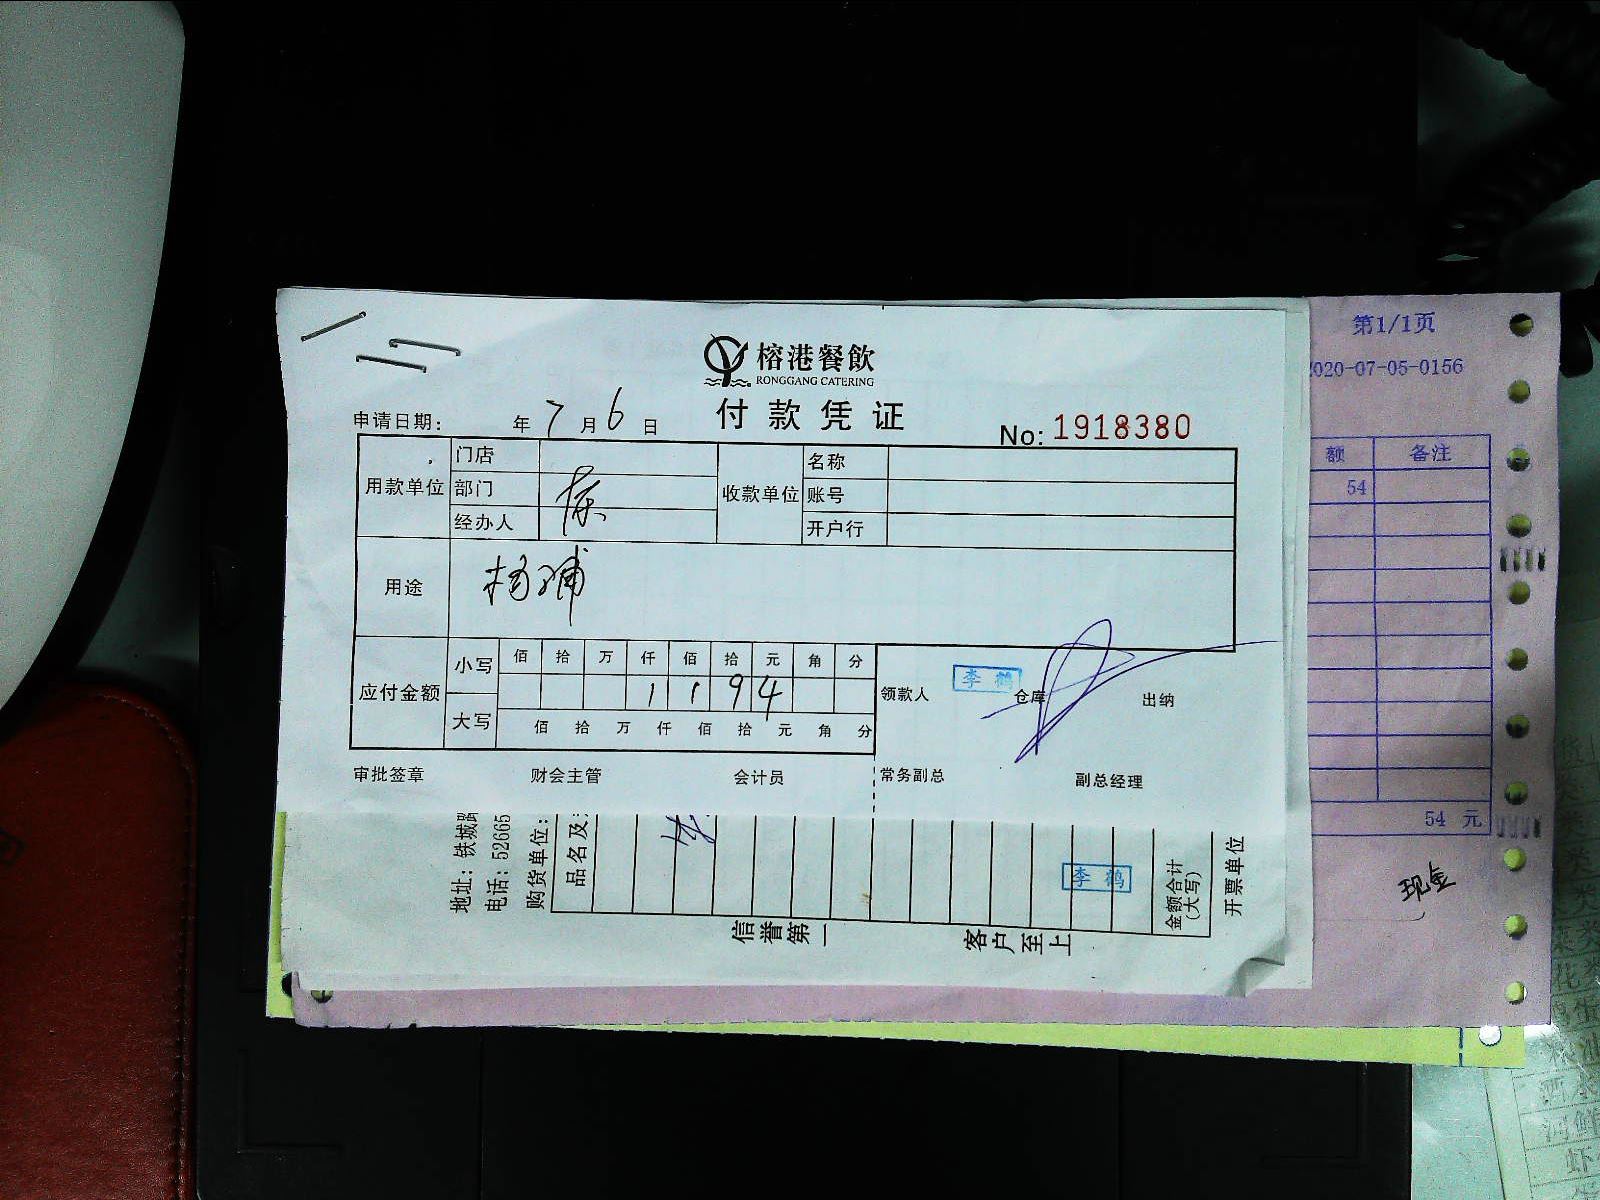 榕港餐飲
RONGGANG CATERING
付款凭证
申请日期： 年7月6日
No: 1918380
用款单位 门店 收款单位 名称
部门 账号
经办人 陈 开户行
用途 杨浦
应付金额 小写 佰 拾 万 仟 佰 拾 元 角 分
1 1 9 4
大写 佰 拾 万 仟 佰 拾 元 角 分
领款人 李鹤 仓库 出纳
审批签章 财会主管 会计员 常务副总 副总经理
地址：铁城路
电话：52665
购货单位：
品名及
李鹤
金额合计
(大写)
开票单位
信誉第一 客户至上
第1/1页
2020-07-05-0156
额 备注
54
54 元
现金